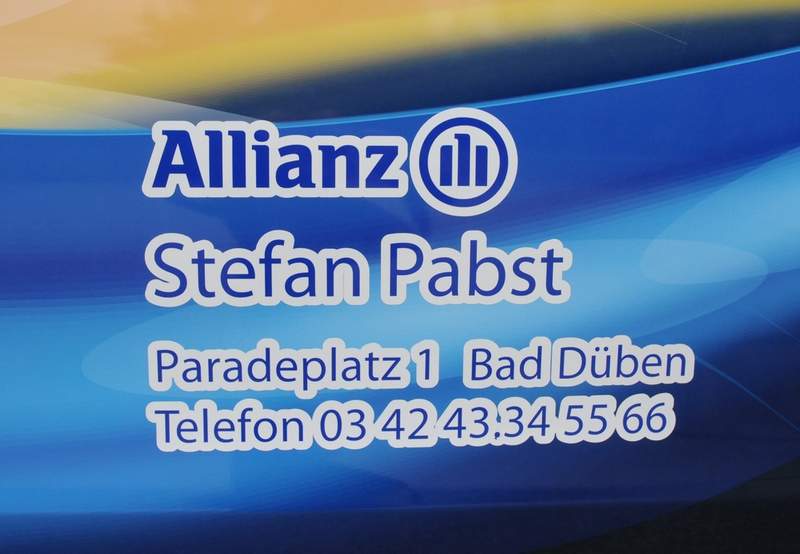 Allianz
Stefan Pabst
Paradeplatz 1 Bad Düben
Telefon 03 42 43.34 55 66